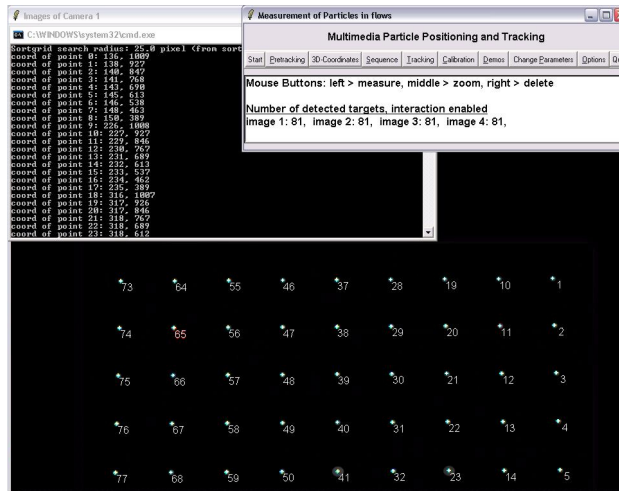 Images of Camera 1
C:\WINDOWS\system32\cmd.exe
Sortgrid search radius: 25.0 pixel (from sort
coord of point 0: 136, 1009
coord of point 1: 138, 927
coord of point 2: 140, 847
coord of point 3: 141, 768
coord of point 4: 143, 690
coord of point 5: 145, 613
coord of point 6: 146, 538
coord of point 7: 148, 463
coord of point 8: 150, 389
coord of point 9: 226, 1008
coord of point 10: 227, 927
coord of point 11: 229, 846
coord of point 12: 230, 767
coord of point 13: 231, 689
coord of point 14: 232, 613
coord of point 15: 233, 537
coord of point 16: 234, 462
coord of point 17: 235, 389
coord of point 18: 316, 1007
coord of point 19: 317, 926
coord of point 20: 317, 846
coord of point 21: 318, 767
coord of point 22: 318, 689
coord of point 23: 318, 612
Measurement of Particles in flows
Multimedia Particle Positioning and Tracking
Start Pretracking 3D-Coordinates Sequence Tracking Calibration Demos Change Parameters Options
Mouse Buttons: left > measure, middle > zoom, right > delete
Number of detected targets, interaction enabled
image 1: 81, image 2: 81, image 3: 81, image 4: 81,
73 64 55 46 37 28 19 10 1
74 65 56 47 38 29 20 11 2
75 66 57 48 39 30 21 12 3
76 67 58 49 40 31 22 13 4
77 68 59 50 41 32 23 14 5